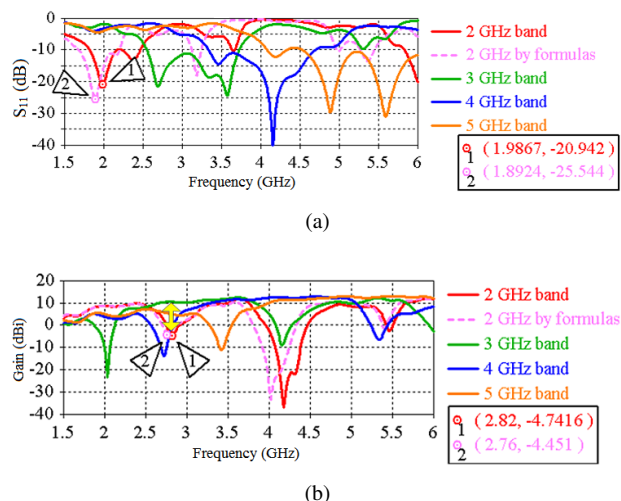 0
-10
-20
-30
-40
S11 (dB)
2
1
1.5 2 2.5 3 3.5 4 4.5 5 5.5 6
Frequency (GHz)
2 GHz band
2 GHz by formulas
3 GHz band
4 GHz band
5 GHz band
1 ( 1.9867, -20.942 )
2 ( 1.8924, -25.544 )
(a)
20
10
0
-10
-20
-30
-40
Gain (dBi)
2
1
1.5 2 2.5 3 3.5 4 4.5 5 5.5 6
Frequency (GHz)
2 GHz band
2 GHz by formulas
3 GHz band
4 GHz band
5 GHz band
1 ( 2.82, -4.7416 )
2 ( 2.76, -4.451 )
(b)